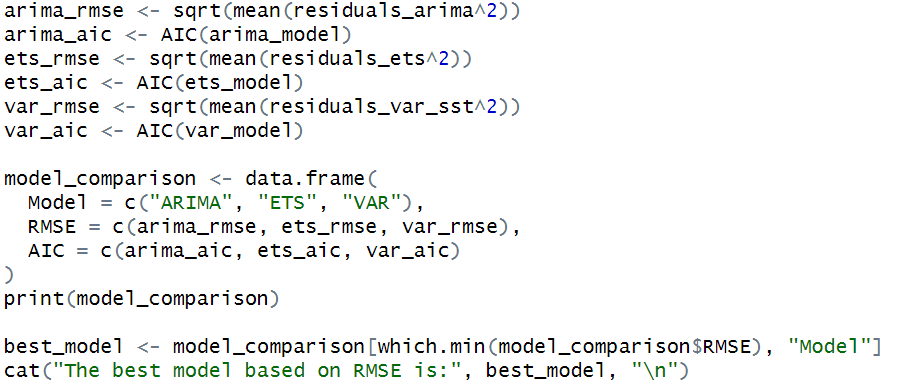 arima_rmse <- sqrt(mean(residuals_arima^2))
arima_aic <- AIC(arima_model)
ets_rmse <- sqrt(mean(residuals_ets^2))
ets_aic <- AIC(ets_model)
var_rmse <- sqrt(mean(residuals_var_sst^2))
var_aic <- AIC(var_model)

model_comparison <- data.frame(
  Model = c("ARIMA", "ETS", "VAR"),
  RMSE = c(arima_rmse, ets_rmse, var_rmse),
  AIC = c(arima_aic, ets_aic, var_aic)
)
print(model_comparison)

best_model <- model_comparison[which.min(model_comparison$RMSE), "Model"]
cat("The best model based on RMSE is:", best_model, "\n")